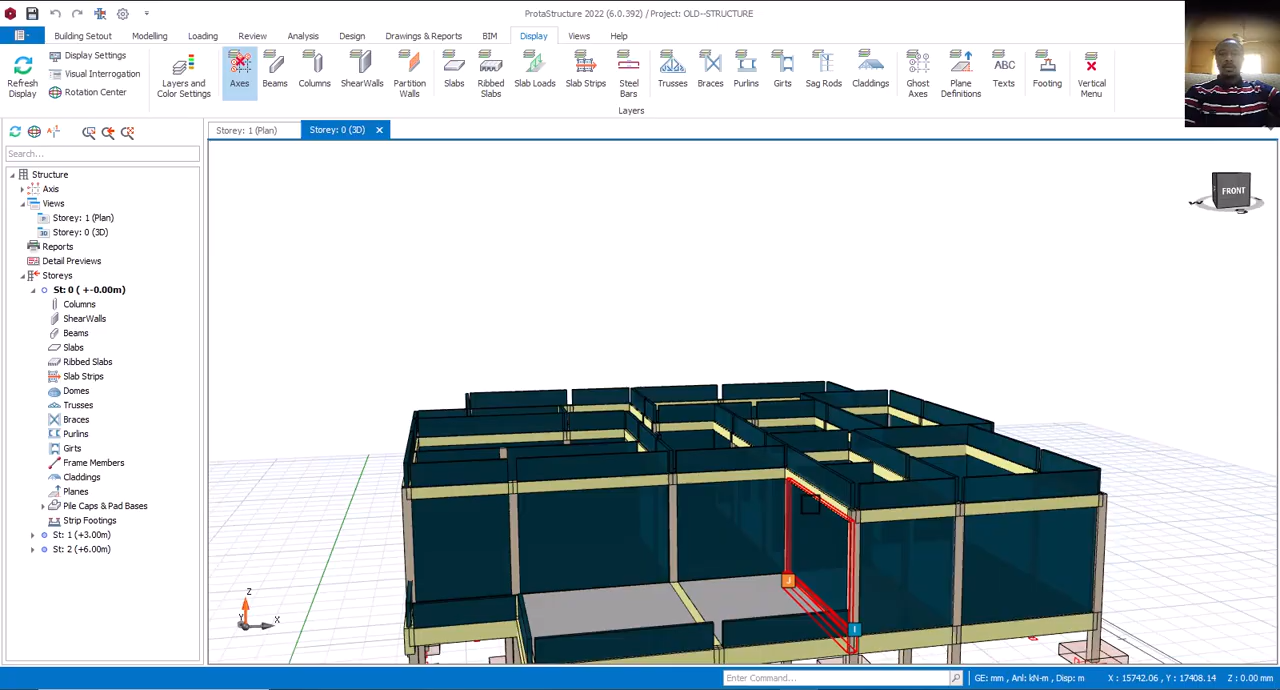 ProtaStructure 2022 (6.0.392) / Project: OLD--STRUCTURE
Building Setout Modelling Loading Review Analysis Design Drawings & Reports BIM Display Views Help
Refresh Display
Display Settings
Visual Interrogation
Rotation Center
Layers and Color Settings
Axes
Beams
Columns
ShearWalls
Partition Walls
Slabs
Ribbed Slabs
Slab Loads
Slab Strips
Steel Bars
Trusses
Braces
Purlins
Girts
Sag Rods
Claddings
Ghost Axes
Plane Definitions
ABC
Texts
Footing
Vertical Menu
Layers
Storey: 1 (Plan)
Storey: 0 (3D)
Search...
Structure
Axis
Views
Storey: 1 (Plan)
Storey: 0 (3D)
Reports
Detail Previews
Storeys
St: 0 ( +-0.00m)
Columns
ShearWalls
Beams
Slabs
Ribbed Slabs
Slab Strips
Domes
Trusses
Braces
Purlins
Girts
Frame Members
Claddings
Planes
Pile Caps & Pad Bases
Strip Footings
St: 1 (+3.00m)
St: 2 (+6.00m)
FRONT
J
I
Z
Y
X
Enter Command...
GE: mm, Anl: kN-m , Disp: m
X : 15742.06 , Y : 17408.14
Z: 0.00 mm